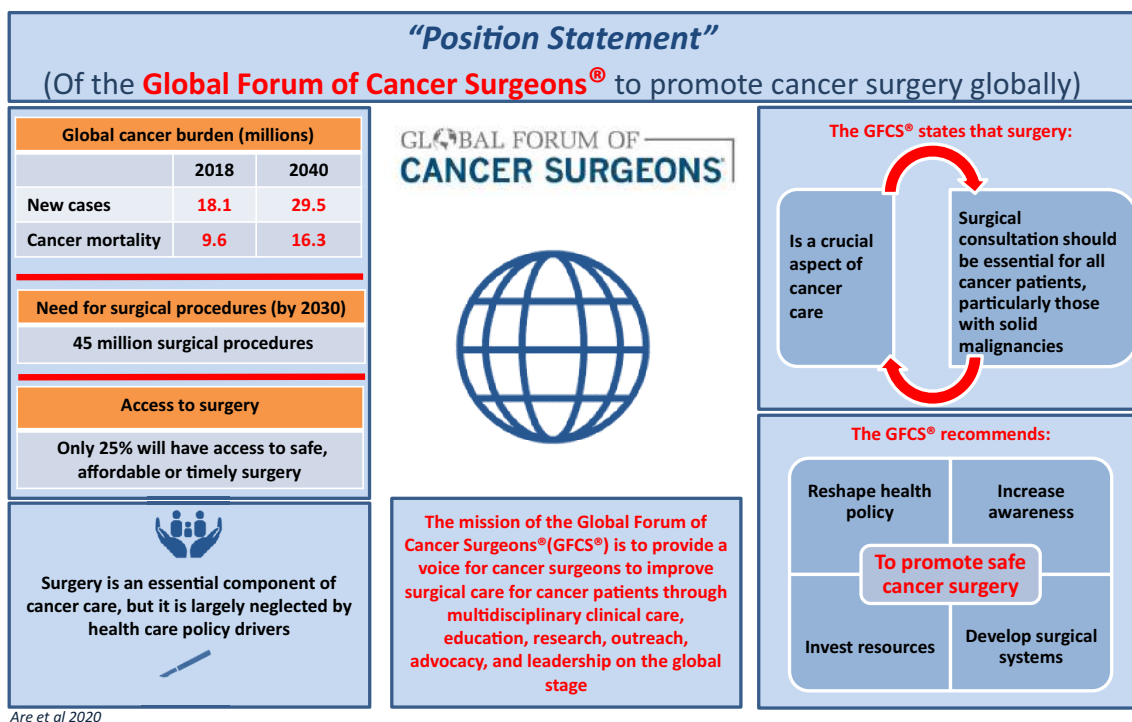 “Position Statement”
(Of the Global Forum of Cancer Surgeons® to promote cancer surgery globally)
Global cancer burden (millions)
2018 2040
New cases 18.1 29.5
Cancer mortality 9.6 16.3
Need for surgical procedures (by 2030)
45 million surgical procedures
Access to surgery
Only 25% will have access to safe,
affordable or timely surgery
Surgery is an essential component of
cancer care, but it is largely neglected by
health care policy drivers
GLOBAL FORUM OF
CANCER SURGEONS®
The mission of the Global Forum of
Cancer Surgeons®(GFCS®) is to provide a
voice for cancer surgeons to improve
surgical care for cancer patients through
multidisciplinary clinical care,
education, research, outreach,
advocacy, and leadership on the global
stage
The GFCS® states that surgery:
Is a crucial
aspect of
cancer
care
Surgical
consultation should
be essential for all
cancer patients,
particularly those
with solid
malignancies
The GFCS® recommends:
Reshape health
policy
Increase
awareness
To promote safe
cancer surgery
Invest resources
Develop surgical
systems
Are et al 2020